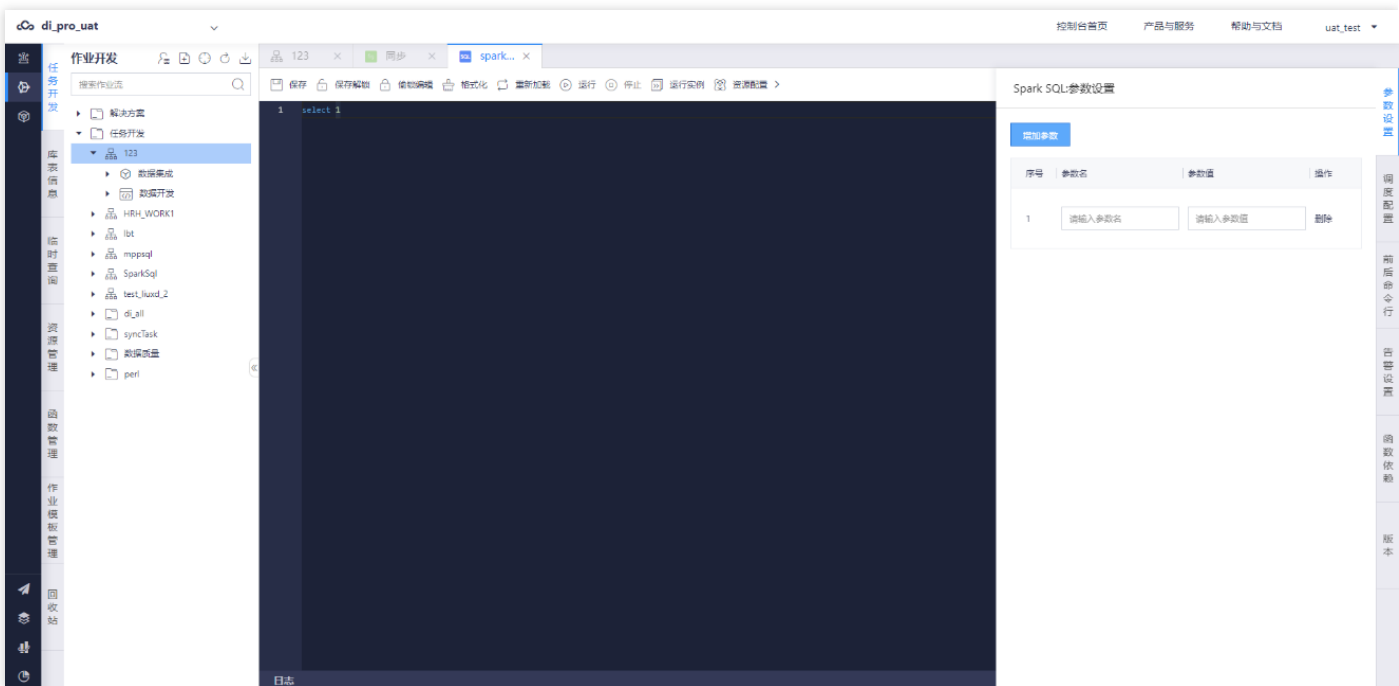 di_pro_uat
控制台首页 产品与服务 帮助与文档 uat_test
任务开发
库表信息
临时查询
资源管理
函数管理
作业模板管理
回收站
作业开发
搜索作业流
解决方案
任务开发
123
数据集成
数据开发
HRH_WORK1
lbt
mppsql
SparkSql
test_liuxd_2
di_all
syncTask
数据质量
perl
123 同步 SQL spark...
保存 保存解锁 偷锁编辑 格式化 重新加载 运行 停止 运行实例 资源配置
1 select 1
日志
Spark SQL:参数设置
增加参数
序号 参数名 参数值 操作
1 请输入参数名 请输入参数值 删除
参数设置
调度配置
前后命令行
告警设置
函数依赖
版本